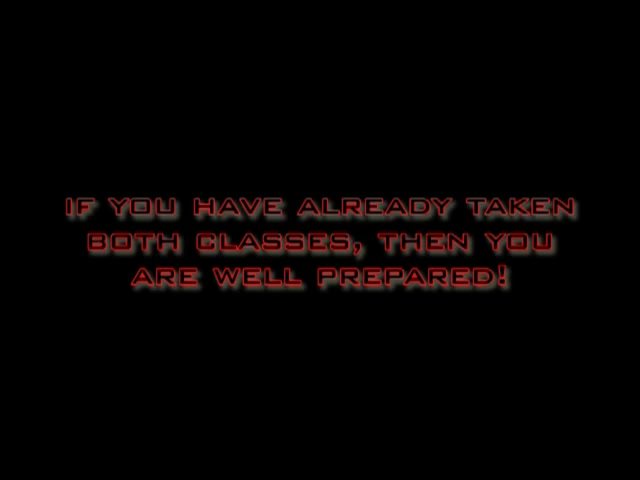 IF YOU HAVE ALREADY TAKEN
BOTH CLASSES, THEN YOU
ARE WELL PREPARED!